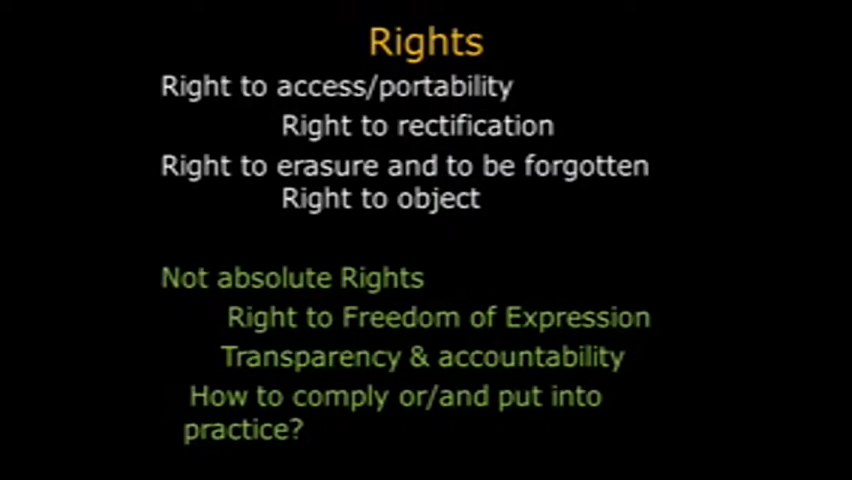 Rights
Right to access/portability
Right to rectification
Right to erasure and to be forgotten
Right to object
Not absolute Rights
Right to Freedom of Expression
Transparency & accountability
How to comply or/and put into
practice?